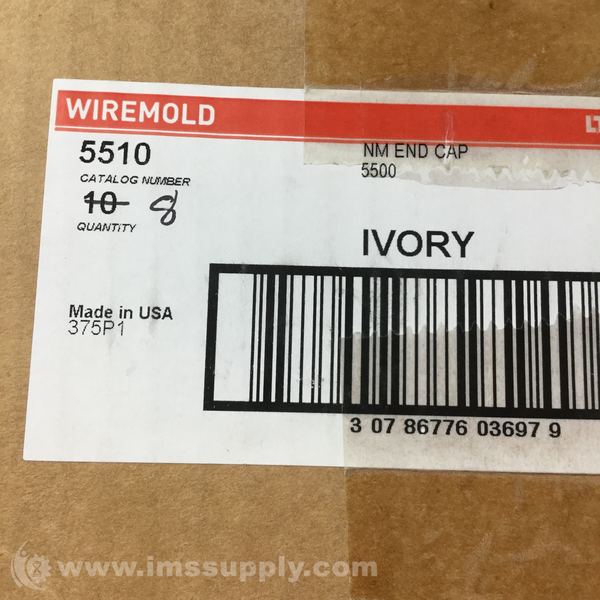 WIREMOLD
5510
CATALOG NUMBER
10 8
QUANTITY
NM END CAP
5500
IVORY
Made in USA
375P1
3 07 86776 03697 9
www.imssupply.com